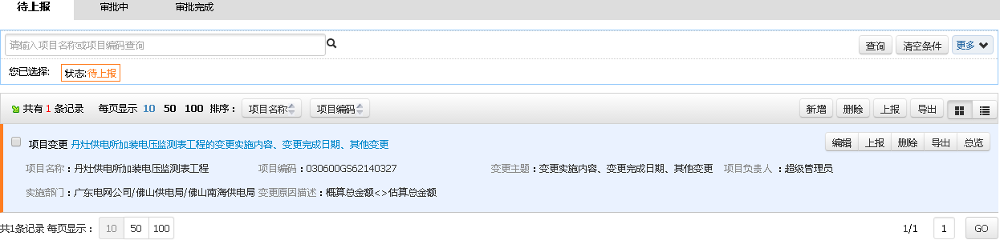 待上报 审批中 审批完成
请输入项目名称或项目编码查询 查询 清空条件 更多
您已选择: 状态:待上报
共有 1 条记录 每页显示 10 50 100 排序： 项目名称 项目编码 新增 删除 上报 导出
项目变更 丹灶供电所加装电压监测表工程的变更实施内容、变更完成日期、其他变更 编辑 上报 删除 导出 总览
项目名称：丹灶供电所加装电压监测表工程 项目编码：030600GS62140327 变更主题：变更实施内容、变更完成日期、其他变更 项目负责人 ：超级管理员
实施部门：广东电网公司/佛山供电局/佛山南海供电局 变更原因描述：概算总金额<>估算总金额
共1条记录 每页显示： 10 50 100 1/1 1 GO